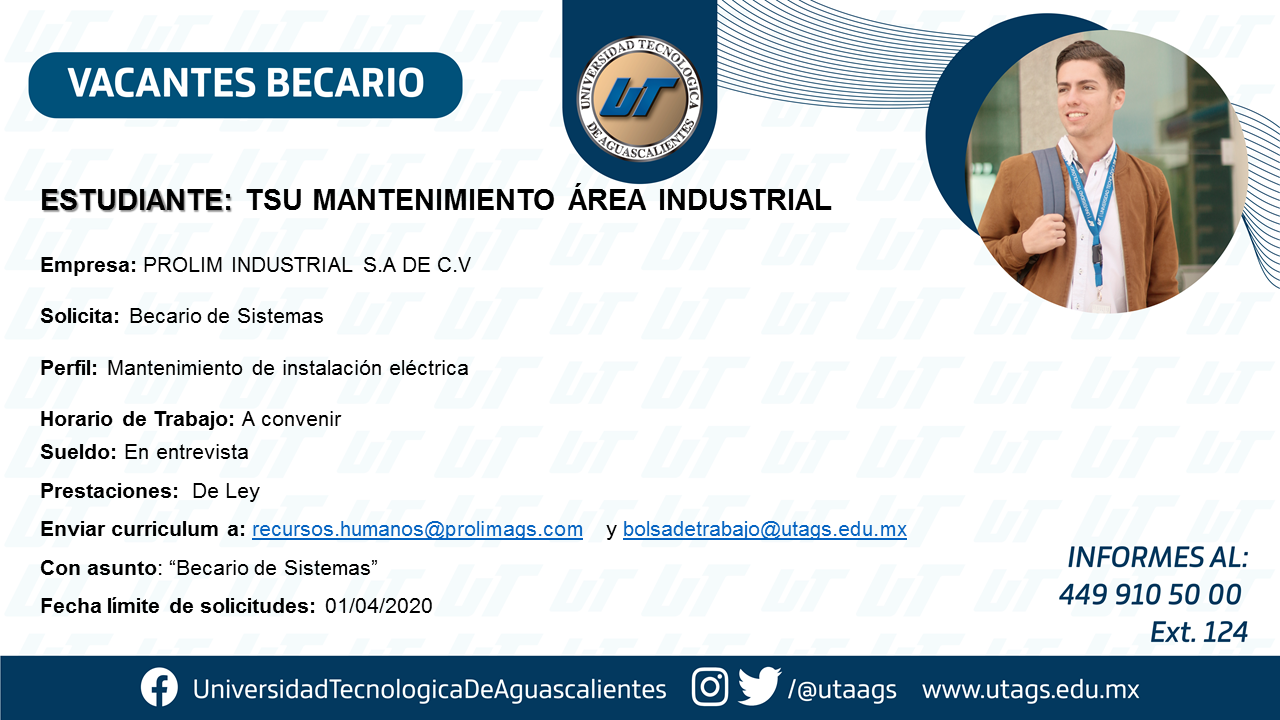 VACANTES BECARIO
UNIVERSIDAD TECNOLOGICA
UT
DE AGUASCALIENTES
ESTUDIANTE: TSU MANTENIMIENTO ÁREA INDUSTRIAL
Empresa: PROLIM INDUSTRIAL S.A DE C.V
Solicita: Becario de Sistemas
Perfil: Mantenimiento de instalación eléctrica
Horario de Trabajo: A convenir
Sueldo: En entrevista
Prestaciones: De Ley
Enviar curriculum a: recursos.humanos@prolimags.com y bolsadetrabajo@utags.edu.mx
Con asunto: “Becario de Sistemas”
Fecha límite de solicitudes: 01/04/2020
INFORMES AL:
449 910 50 00
Ext. 124
UniversidadTecnologicaDeAguascalientes /@utaags www.utags.edu.mx